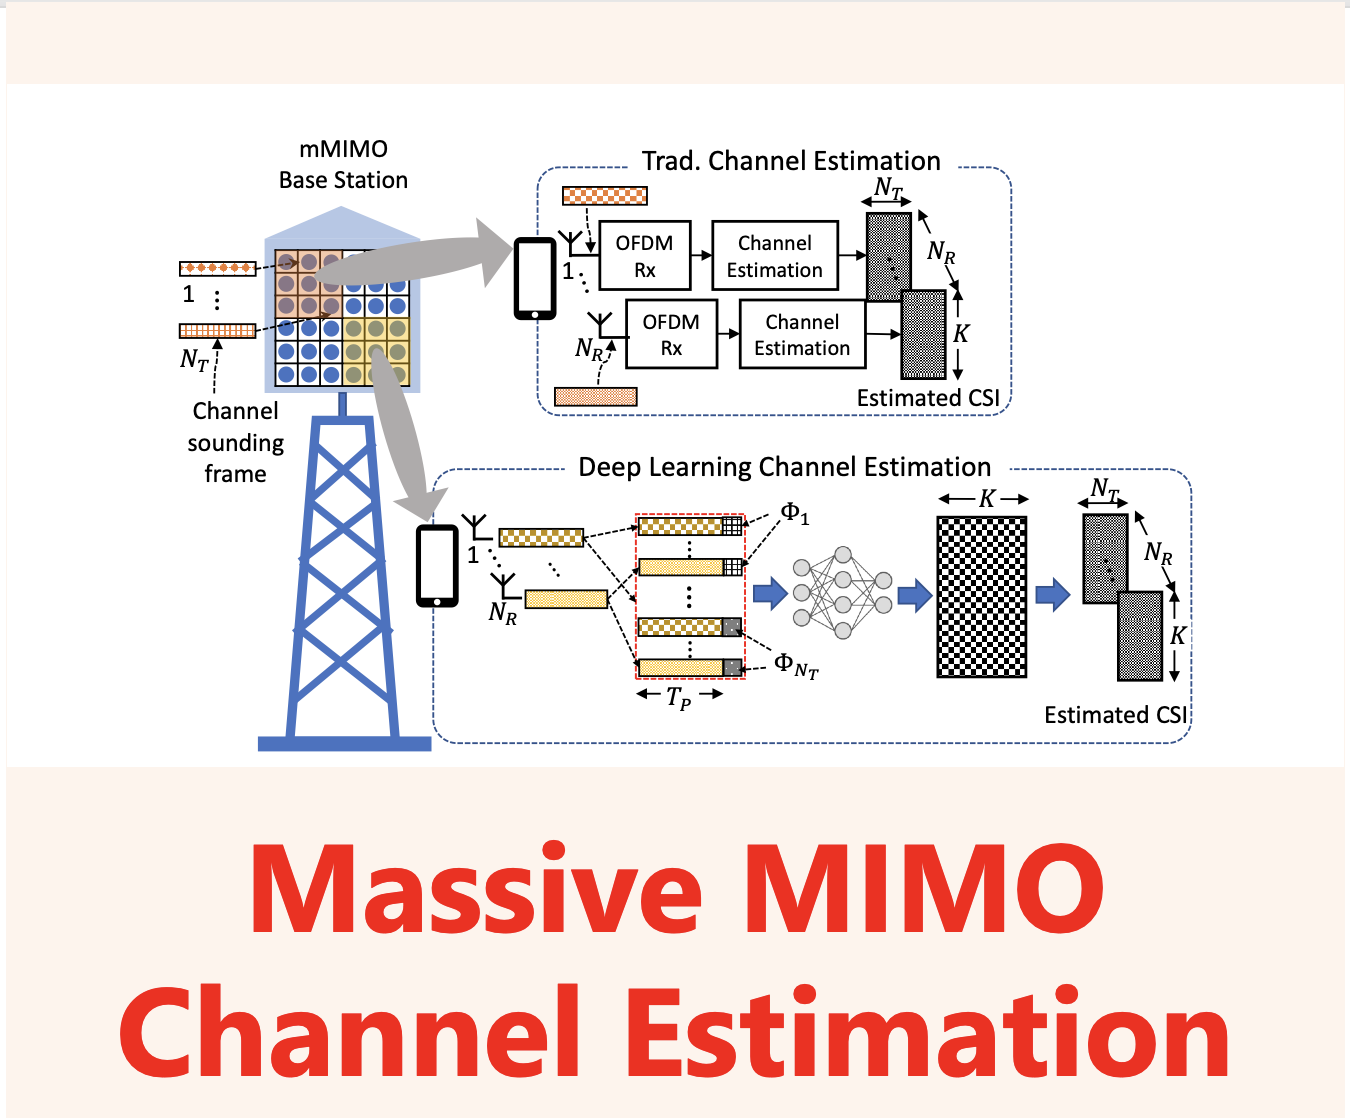 mMIMO
Base Station
1
⋮
N_T
Channel
sounding
frame
Trad. Channel Estimation
1
OFDM
Rx
Channel
Estimation
N_T
N_R
N_R
OFDM
Rx
Channel
Estimation
K
Estimated CSI
Deep Learning Channel Estimation
1
N_R
Φ_1
Φ_{N_T}
T_P
K
N_T
N_R
K
Estimated CSI
Massive MIMO
Channel Estimation